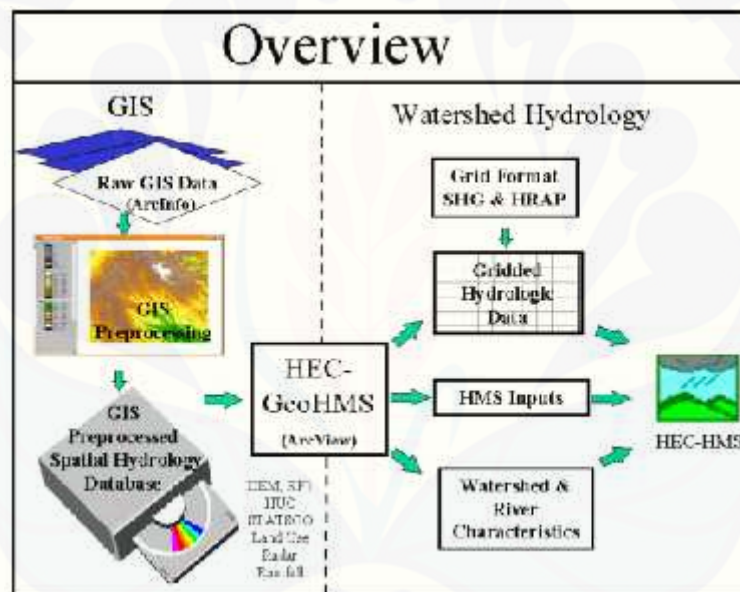 Overview
GIS
Raw GIS Data
(ArcInfo)
GIS
Preprocessing
GIS
Preprocessed
Spatial Hydrology
Database
HEC-
GeoHMS
(ArcView)
DEM, RF1
HUC
STATSGO
Land Use
Radar
Rainfall
Watershed Hydrology
Grid Format
SHG & HRAP
Gridded
Hydrologic
Data
HMS Inputs
Watershed &
River
Characteristics
HEC-HMS